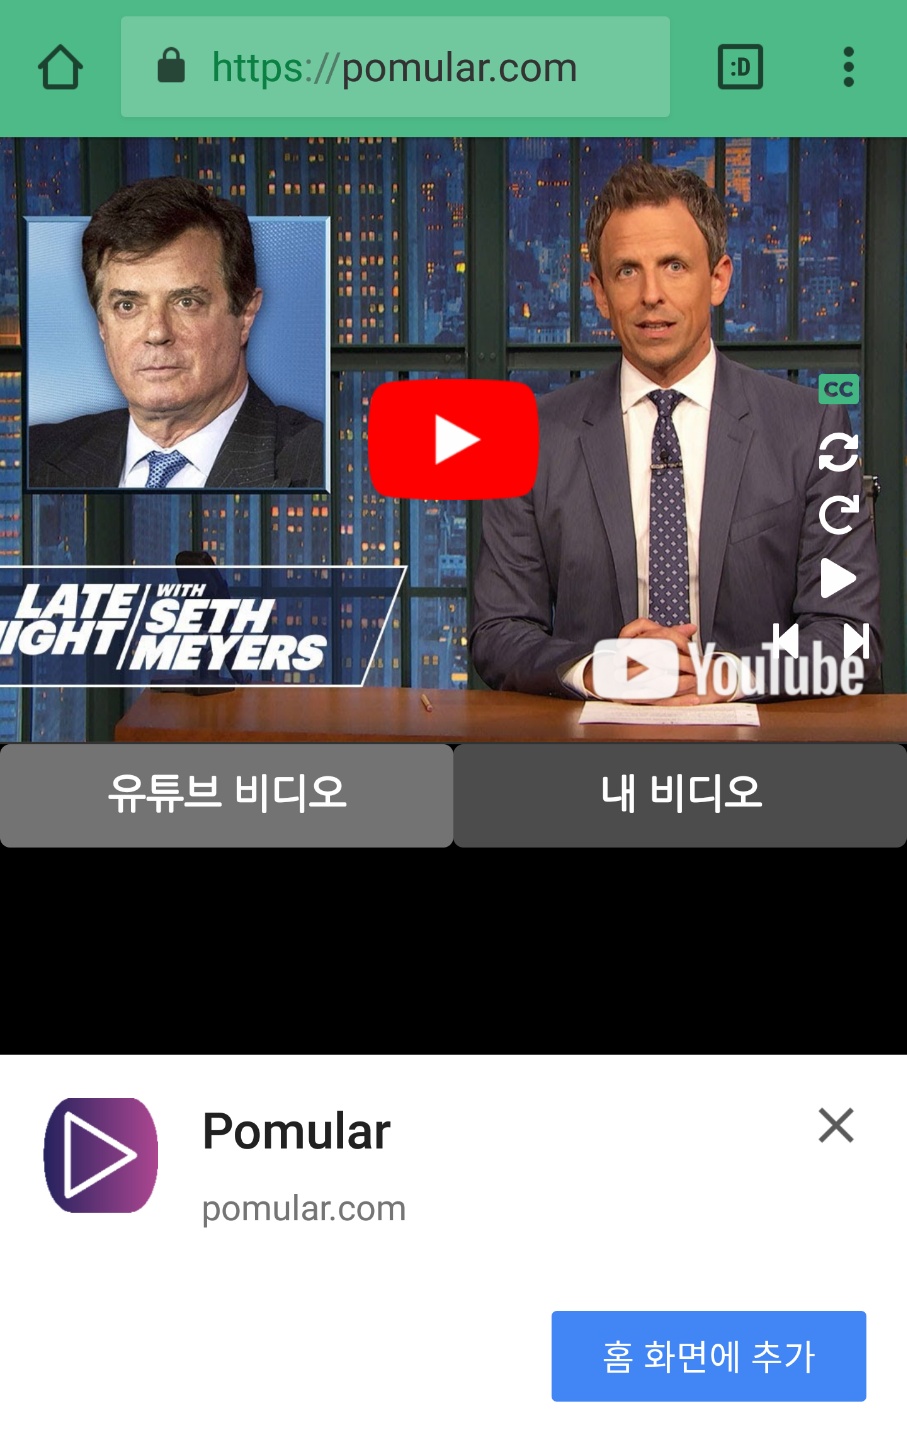 https://pomular.com
:D
CC
LATE WITH
NIGHT SETH
MEYERS
YouTube
유튜브 비디오
내 비디오
Pomular
pomular.com
홈 화면에 추가